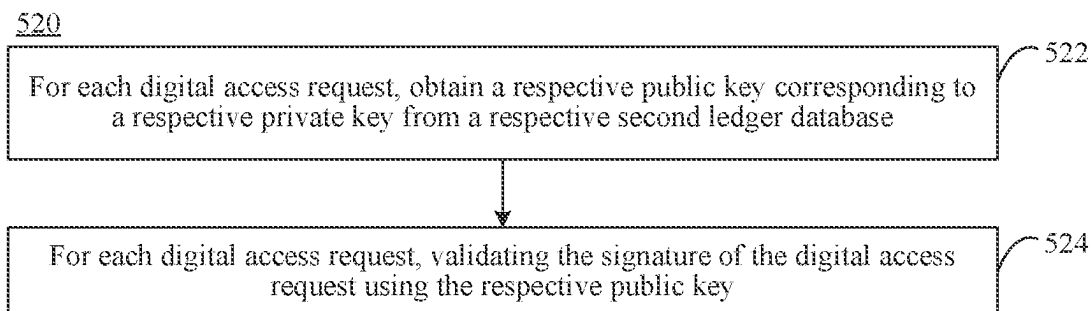 520
522
For each digital access request, obtain a respective public key corresponding to
a respective private key from a respective second ledger database
524
For each digital access request, validating the signature of the digital access
request using the respective public key